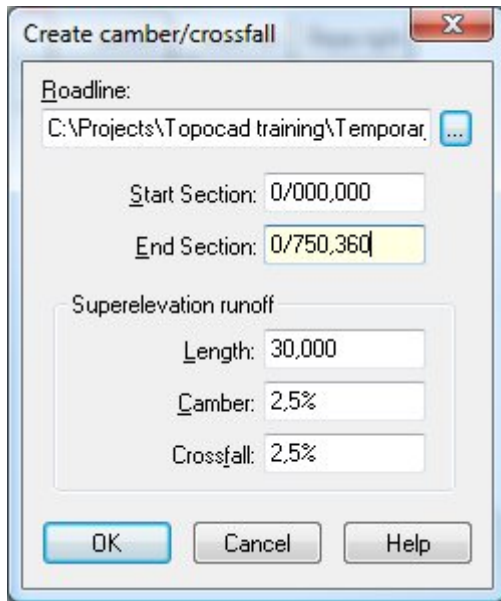 Create camber/crossfall
Roadline:
C:\Projects\Topocad training\Temporar
...
Start Section: 0/000,000
End Section: 0/750,360
Superelevation runoff
Length: 30,000
Camber: 2,5%
Crossfall: 2,5%
OK Cancel Help